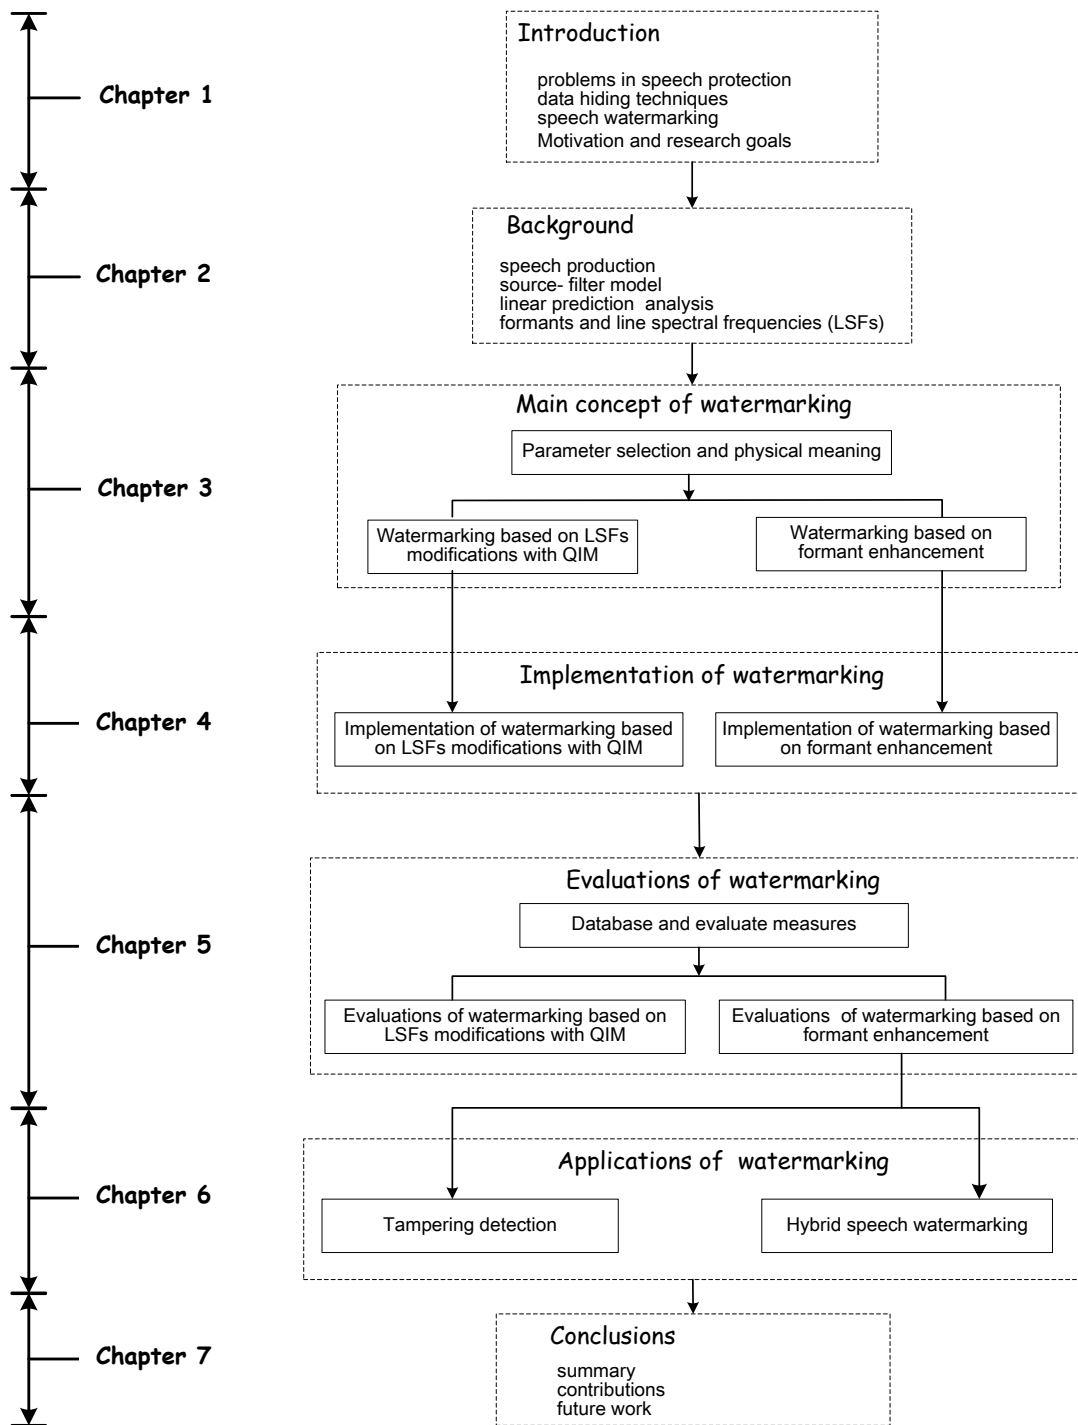 Introduction
problems in speech protection
data hiding techniques
speech watermarking
Motivation and research goals
Chapter 1
Background
speech production
source- filter model
linear prediction analysis
formants and line spectral frequencies (LSFs)
Chapter 2
Main concept of watermarking
Parameter selection and physical meaning
Chapter 3
Watermarking based on LSFs
modifications with QIM
Watermarking based on
formant enhancement
Implementation of watermarking
Chapter 4
Implementation of watermarking based
on LSFs modifications with QIM
Implementation of watermarking based
on formant enhancement
Evaluations of watermarking
Database and evaluate measures
Chapter 5
Evaluations of watermarking based on
LSFs modifications with QIM
Evaluations of watermarking based on
formant enhancement
Applications of watermarking
Chapter 6
Tampering detection
Hybrid speech watermarking
Conclusions
Chapter 7
summary
contributions
future work